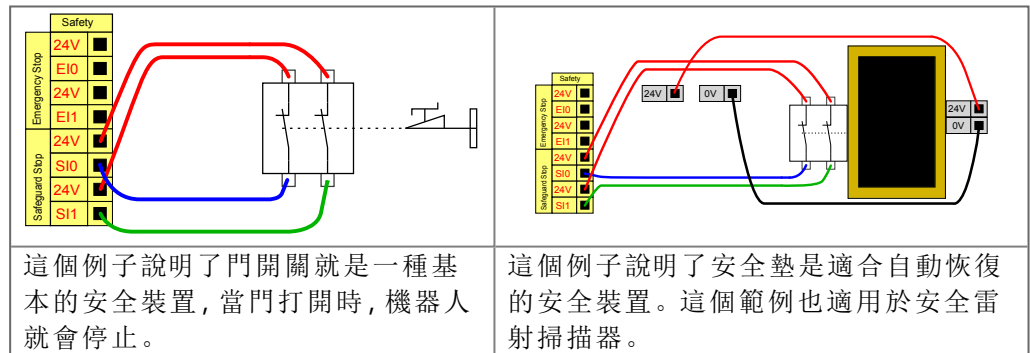 Safety
24V
EI0
24V
EI1
24V
SI0
24V
SI1
Emergency Stop
Safeguard Stop
這個例子說明了門開關就是一種基
本的安全裝置,當門打開時,機器人
就會停止。
Safety
24V
EI0
24V
EI1
24V
SI0
24V
SI1
Emergency Stop
Safeguard Stop
24V
0V
24V
0V
這個例子說明了安全墊是適合自動恢復
的安全裝置。這個範例也適用於安全雷
射掃描器。